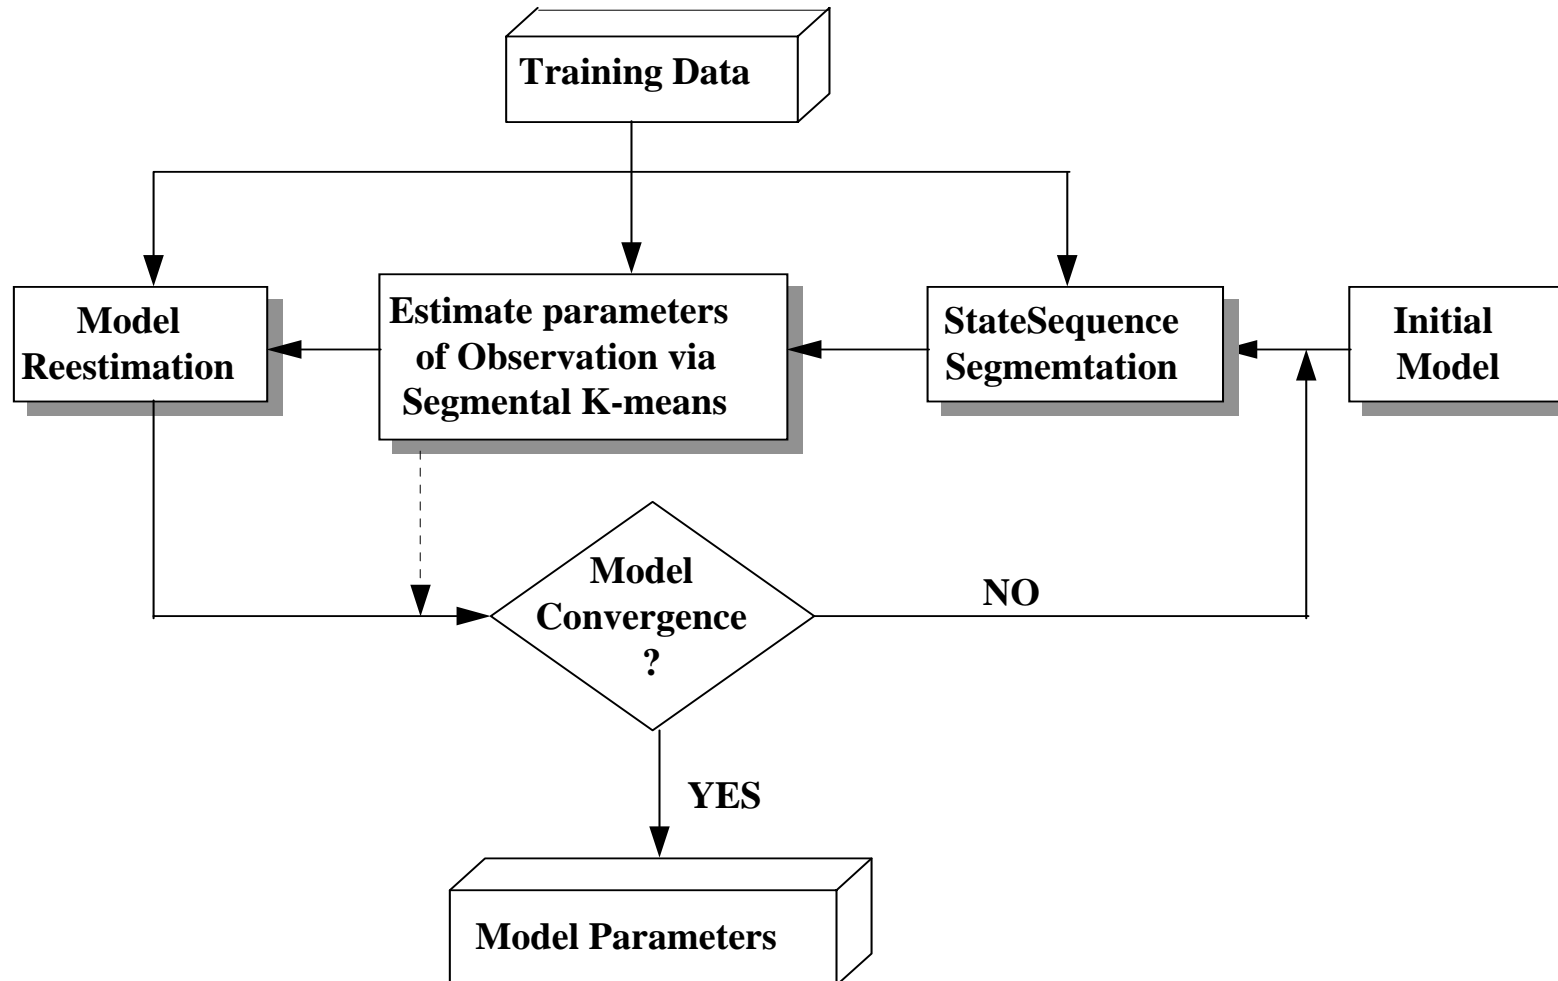 Training Data
Model
Reestimation
Estimate parameters
of Observation via
Segmental K-means
StateSequence
Segmemtation
Initial
Model
Model
Convergence
?
NO
YES
Model Parameters